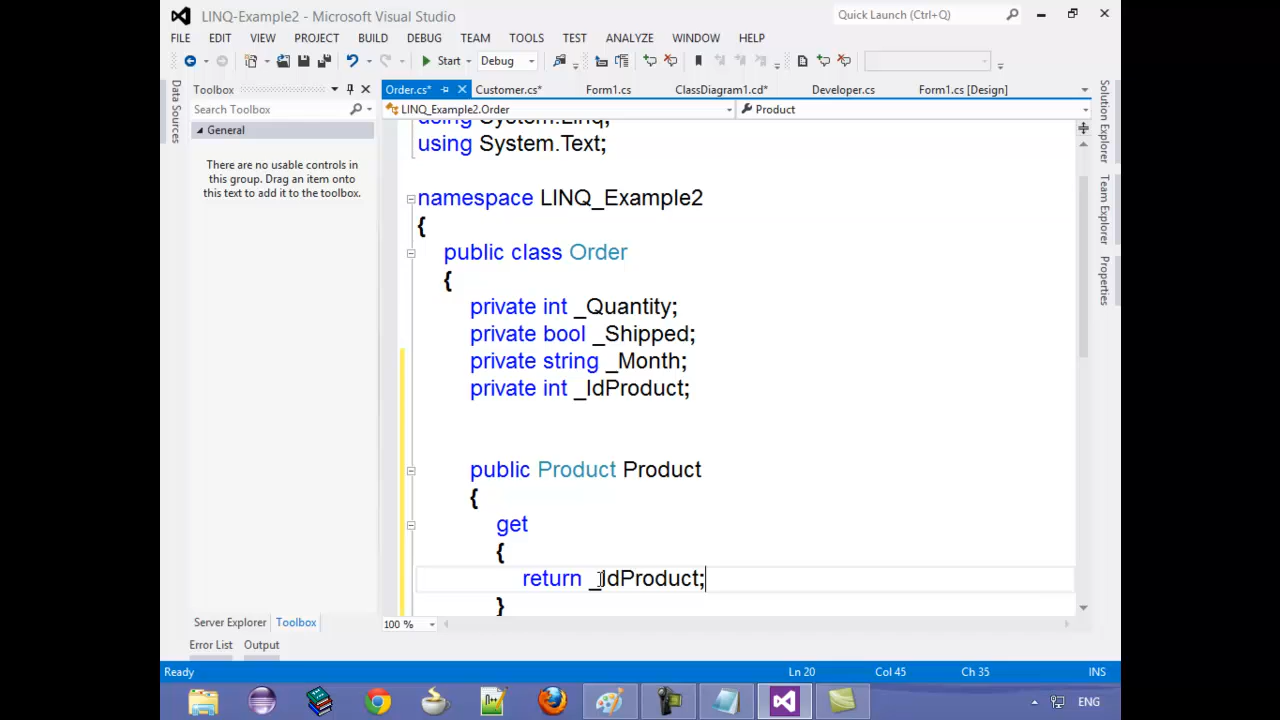 LINQ-Example2 - Microsoft Visual Studio
Quick Launch (Ctrl+Q)
FILE EDIT VIEW PROJECT BUILD DEBUG TEAM TOOLS TEST ANALYZE WINDOW HELP
Start Debug
Data Sources
Toolbox
Search Toolbox
General
There are no usable controls in
this group. Drag an item onto
this text to add it to the toolbox.
Order.cs* Customer.cs* Form1.cs ClassDiagram1.cd* Developer.cs Form1.cs [Design]
LINQ_Example2.Order Product
using System.Linq;
using System.Text;
namespace LINQ_Example2
{
public class Order
{
private int _Quantity;
private bool _Shipped;
private string _Month;
private int _IdProduct;
public Product Product
{
get
{
return _IdProduct;
}
100 %
Solution Explorer
Team Explorer
Properties
Server Explorer Toolbox
Error List Output
Ready Ln 20 Col 45 Ch 35 INS
N++
ENG